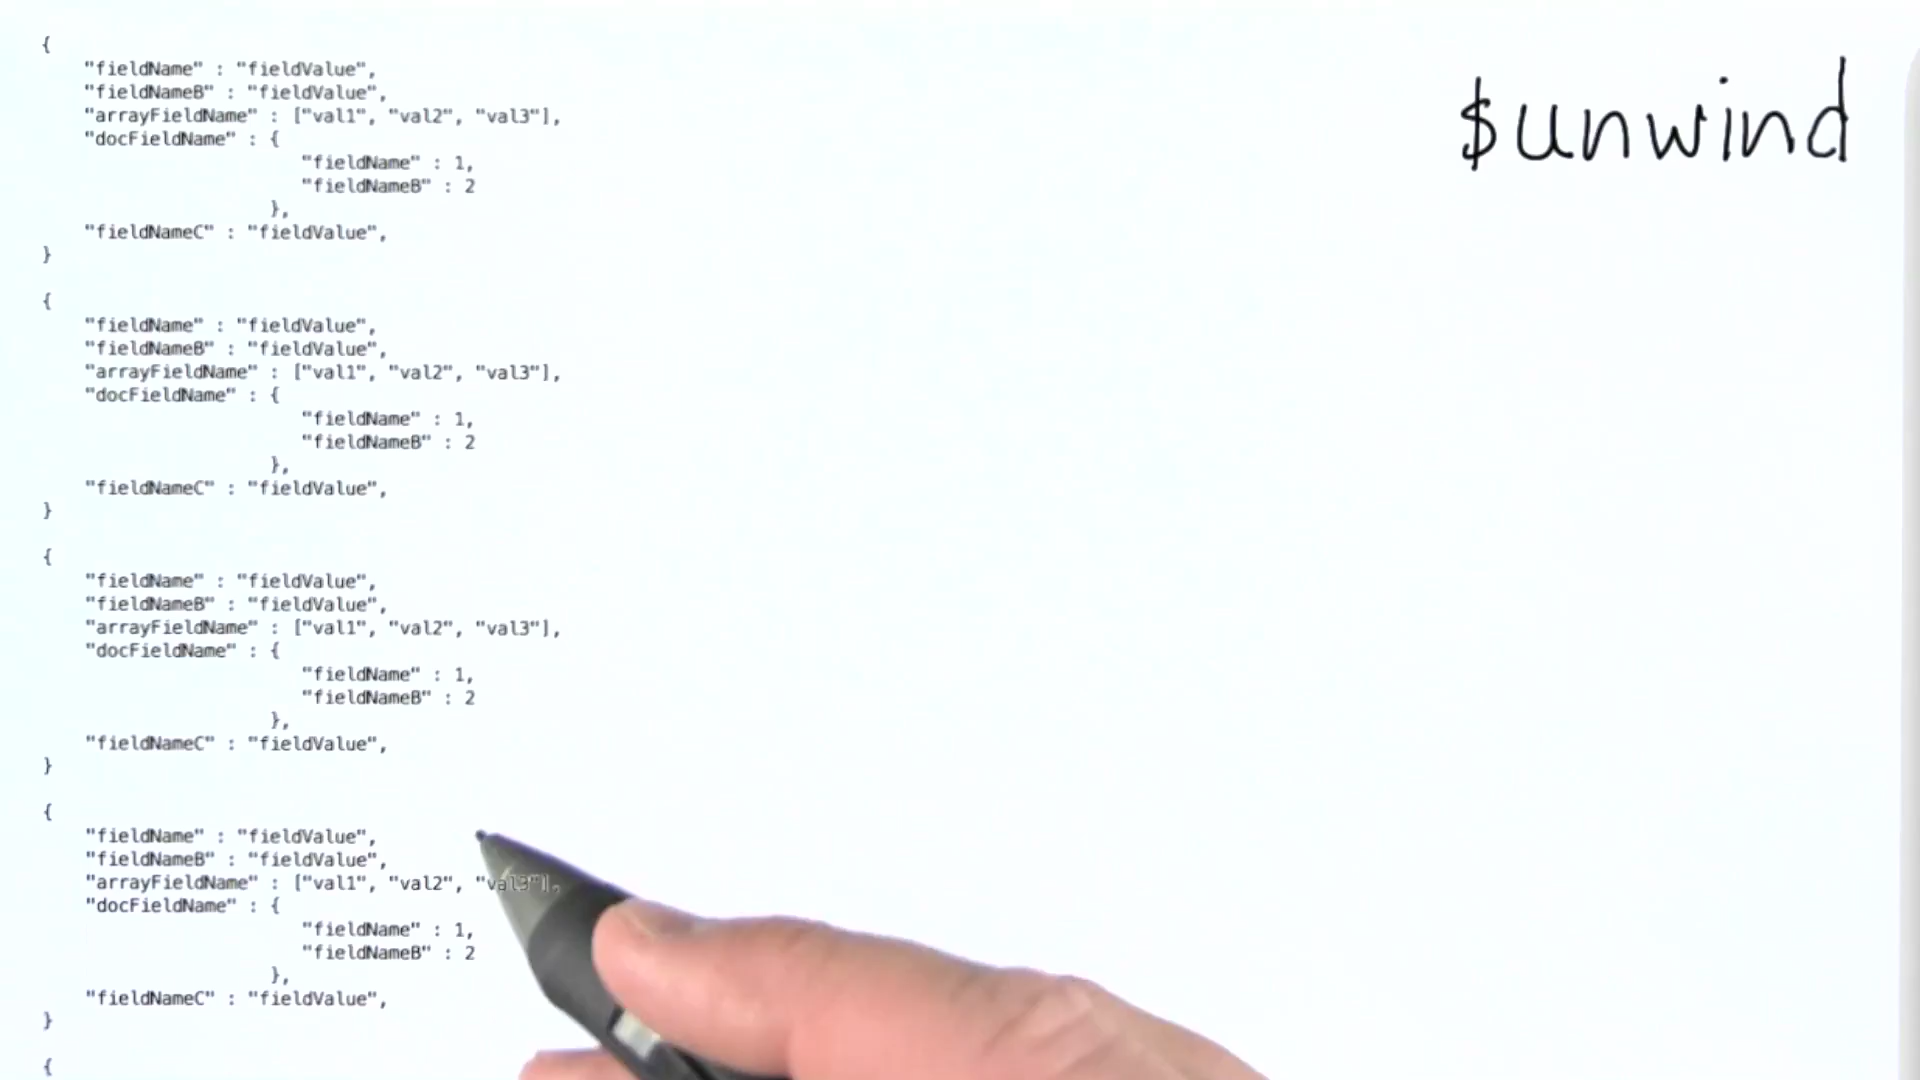 {
"fieldName" : "fieldValue",
"fieldNameB" : "fieldValue",
"arrayFieldName" : ["val1", "val2", "val3"],
"docFieldName" : {
"fieldName" : 1,
"fieldNameB" : 2
},
"fieldNameC" : "fieldValue",
}
{
"fieldName" : "fieldValue",
"fieldNameB" : "fieldValue",
"arrayFieldName" : ["val1", "val2", "val3"],
"docFieldName" : {
"fieldName" : 1,
"fieldNameB" : 2
},
"fieldNameC" : "fieldValue",
}
{
"fieldName" : "fieldValue",
"fieldNameB" : "fieldValue",
"arrayFieldName" : ["val1", "val2", "val3"],
"docFieldName" : {
"fieldName" : 1,
"fieldNameB" : 2
},
"fieldNameC" : "fieldValue",
}
{
"fieldName" : "fieldValue",
"fieldNameB" : "fieldValue",
"arrayFieldName" : ["val1", "val2", "val3"],
"docFieldName" : {
"fieldName" : 1,
"fieldNameB" : 2
},
"fieldNameC" : "fieldValue",
}
{
$unwind